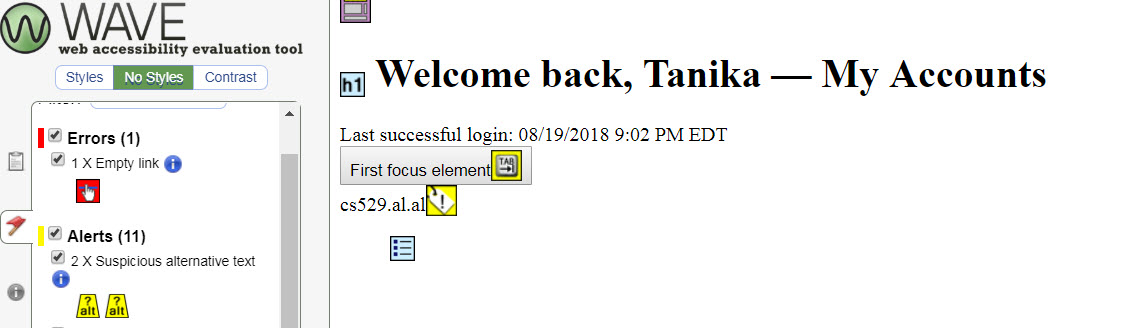 WAVE
web accessibility evaluation tool
Styles
No Styles
Contrast
Errors (1)
1 X Empty link
i
Alerts (11)
2 X Suspicious alternative text
i
?
alt
?
alt
i
h1 Welcome back, Tanika — My Accounts
Last successful login: 08/19/2018 9:02 PM EDT
First focus element TAB
cs529.al.al !